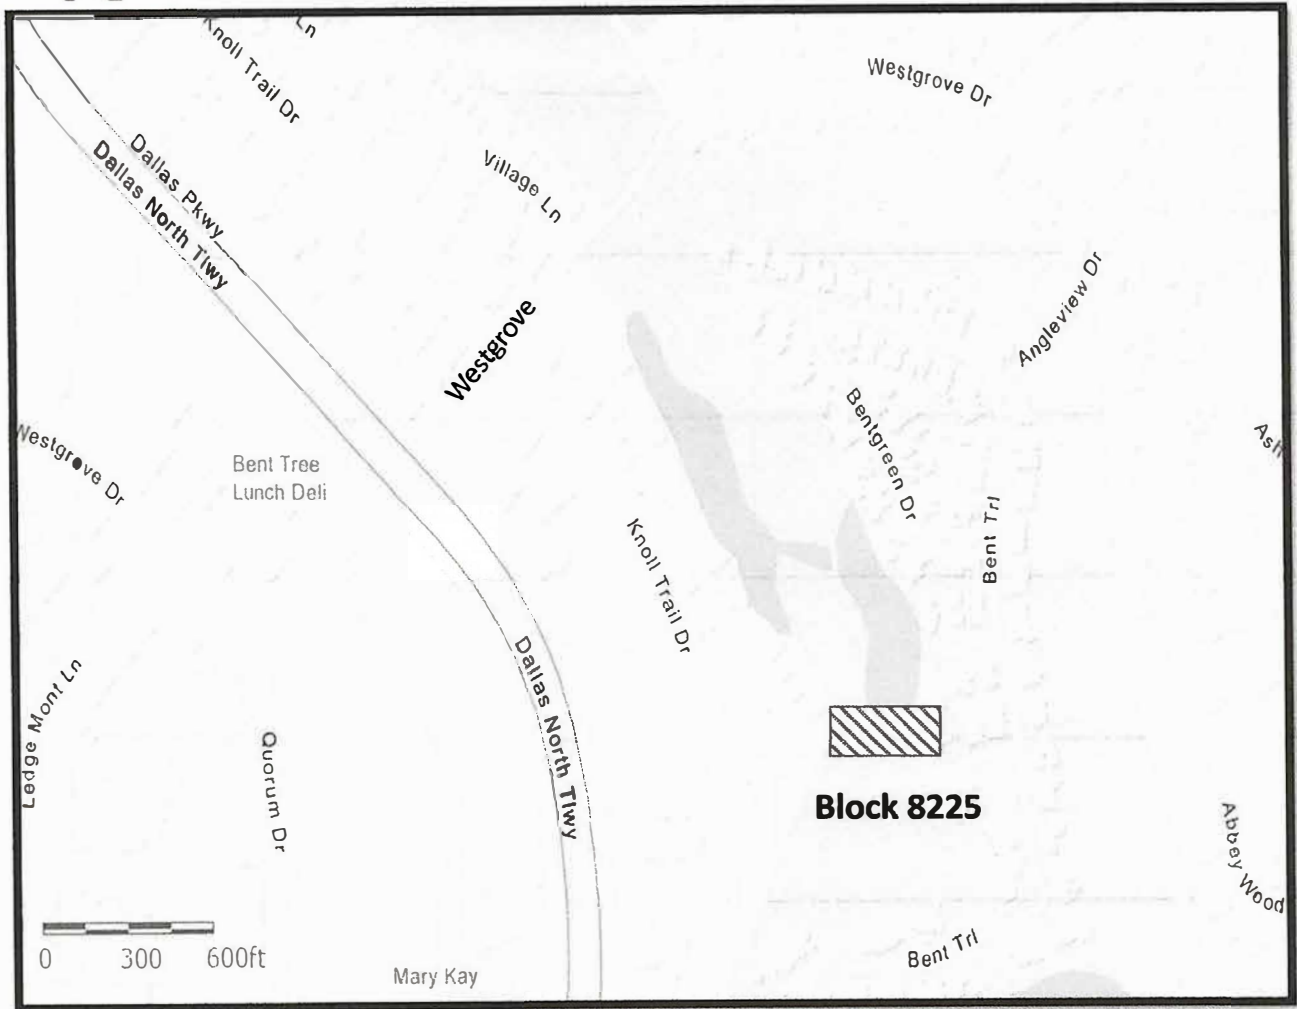 Ln
Knoll Trail Dr
Westgrove Dr
Dallas Pkwy
Dallas North Tlwy
Village Ln
Angleview Dr
Westgrove
Bentgreen Dr
Westgrove Dr
Ash
Bent Tree
Lunch Deli
Bent Trl
Knoll Trail Dr
Dallas North Tlwy
Ledge Mont Ln
Quorum Dr
Block 8225
Abbey Wood
0 300 600ft
Bent Trl
Mary Kay